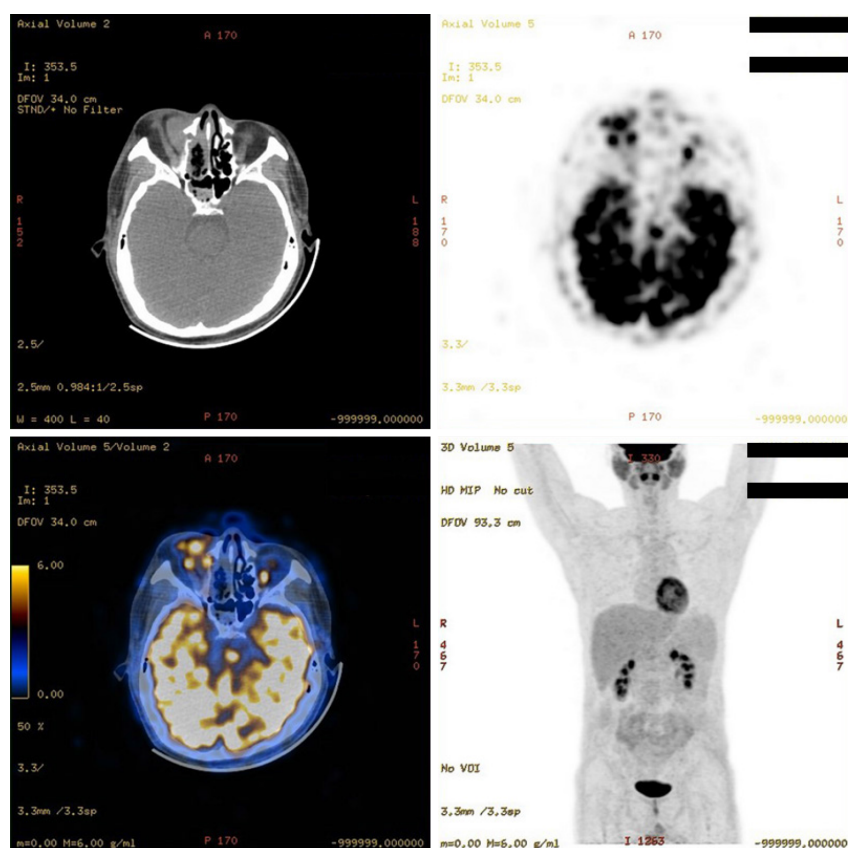 Axial Volume 2
A 170
I: 353.5
Im: 1
DFOV 34.0 cm
STND/+ No Filter
R
1
5
2
L
1
8
8
2.5/
2.5mm 0.984:1/2.5sp
W = 400 L = 40
P 170
-999999.000000
Axial Volume 5
A 170
I: 353.5
Im: 1
DFOV 34.0 cm
R
1
7
0
L
1
7
0
3.3/
3.3mm /3.3sp
P 170
-999999.000000
Axial Volume 5/Volume 2
A 170
I: 353.5
Im: 1
DFOV 34.0 cm
6.00
R
L
1
7
0
0.00
50 %
3.3/
3.3mm /3.3sp
m=0.00 M=6.00 g/ml
P 170
-999999.000000
3D Volume 5
I 330
HD MIP No cut
DFOV 93.3 cm
R
4
6
7
L
4
6
7
No VOI
3.3mm /3.3sp
m=0.00 M=6.00 g/ml
I 1263
-999999.000000